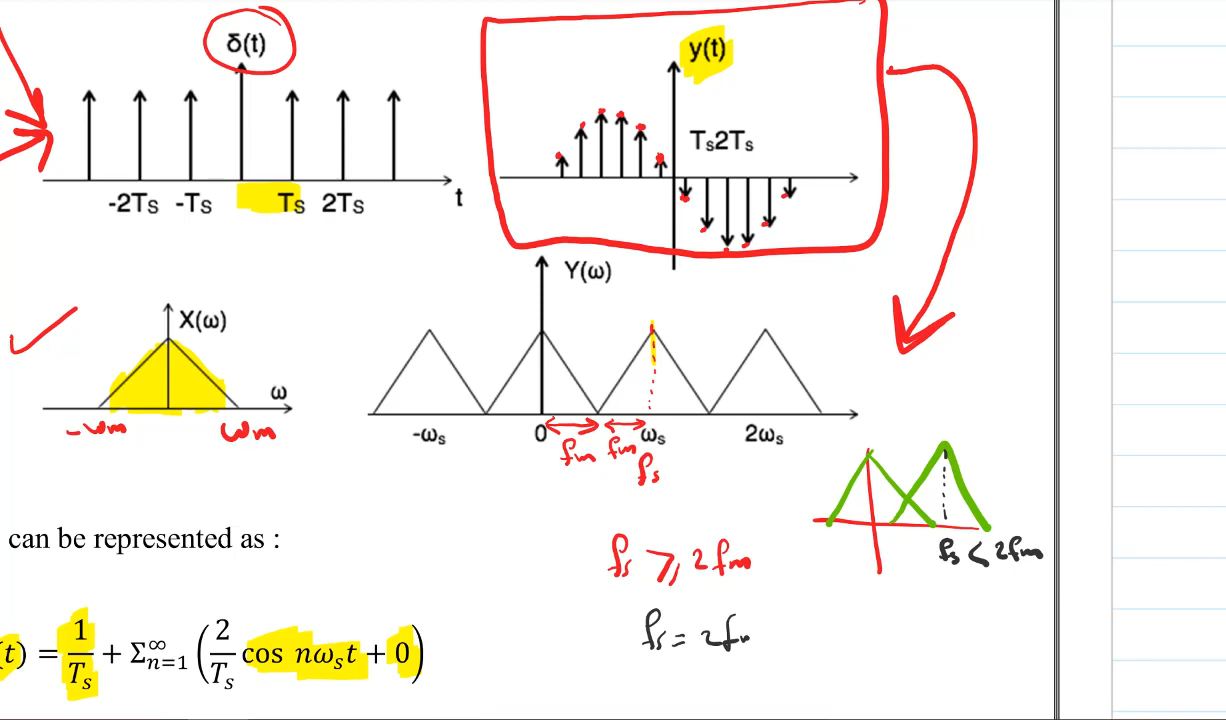 δ(t)
y(t)
Ts2Ts
-2Ts -Ts Ts 2Ts t
Y(ω)
X(ω)
ω
-ωm ωm
-ωs 0 ωs 2ωs
fm fm
fs
fs < 2fm
can be represented as :
fs ≥ 2fm
fs = 2fm
(t) = 1/Ts + Σ_{n=1}^{∞} (2/Ts cos nωst + 0)